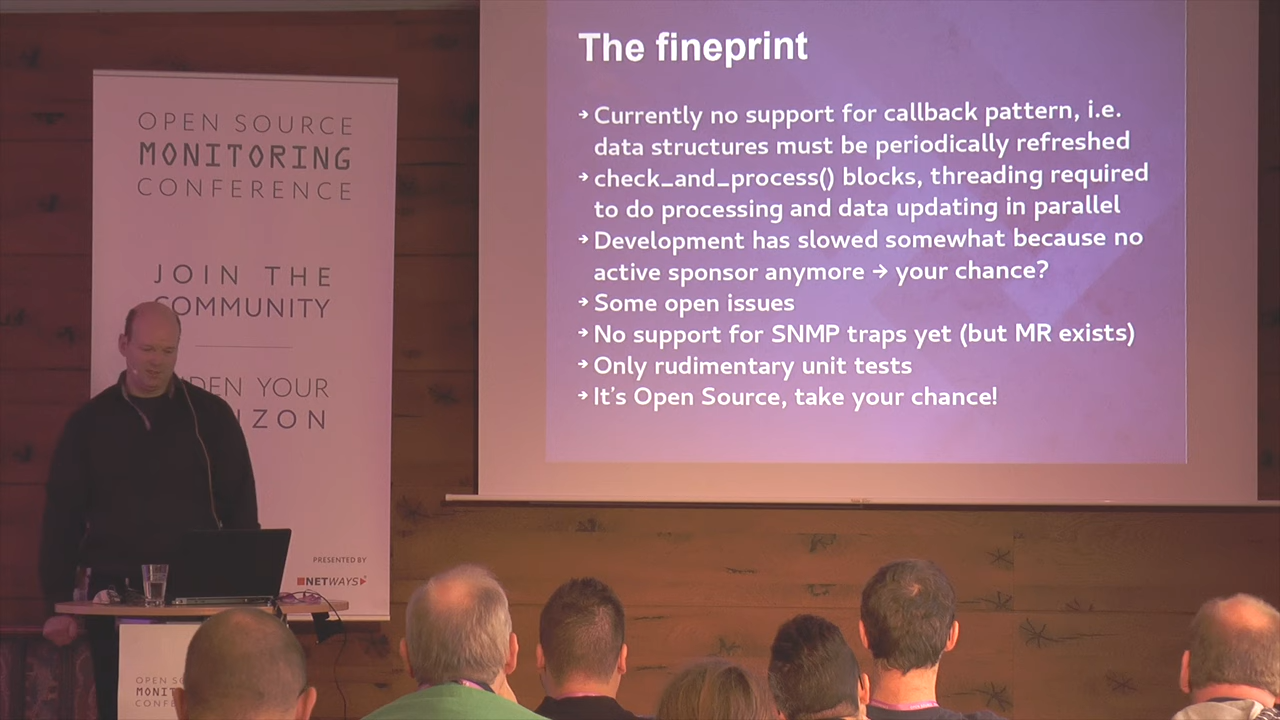 OPEN SOURCE
MONITORING
CONFERENCE
JOIN THE
COMMUNITY
YOUR
PRESENTED BY
NETWAYS
OPEN
The fineprint
→ Currently no support for callback pattern, i.e.
data structures must be periodically refreshed
→ check_and_process() blocks, threading required
to do processing and data updating in parallel
→ Development has slowed somewhat because no
active sponsor anymore → your chance?
→ Some open issues
→ No support for SNMP traps yet (but MR exists)
→ Only rudimentary unit tests
→ It's Open Source, take your chance!